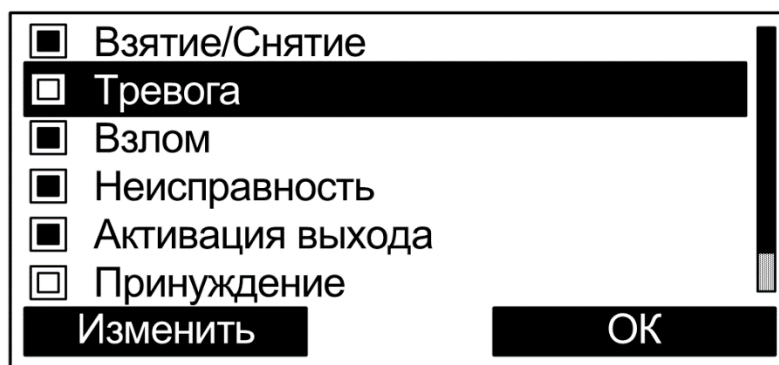 Взятие/Снятие
Тревога
Взлом
Неисправность
Активация выхода
Принуждение
Изменить ОК